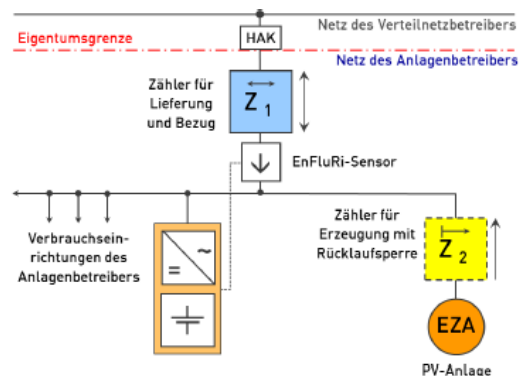 Netz des Verteilnetzbetreibers
Eigentumsgrenze
HAK
Netz des Anlagenbetreibers
Zähler für
Lieferung
und Bezug
Z 1
EnFluRi-Sensor
Verbrauchsein-
richtungen des
Anlagenbetreibers
~
=
Zähler für
Erzeugung mit
Rücklaufsperre
Z 2
EZA
PV-Anlage